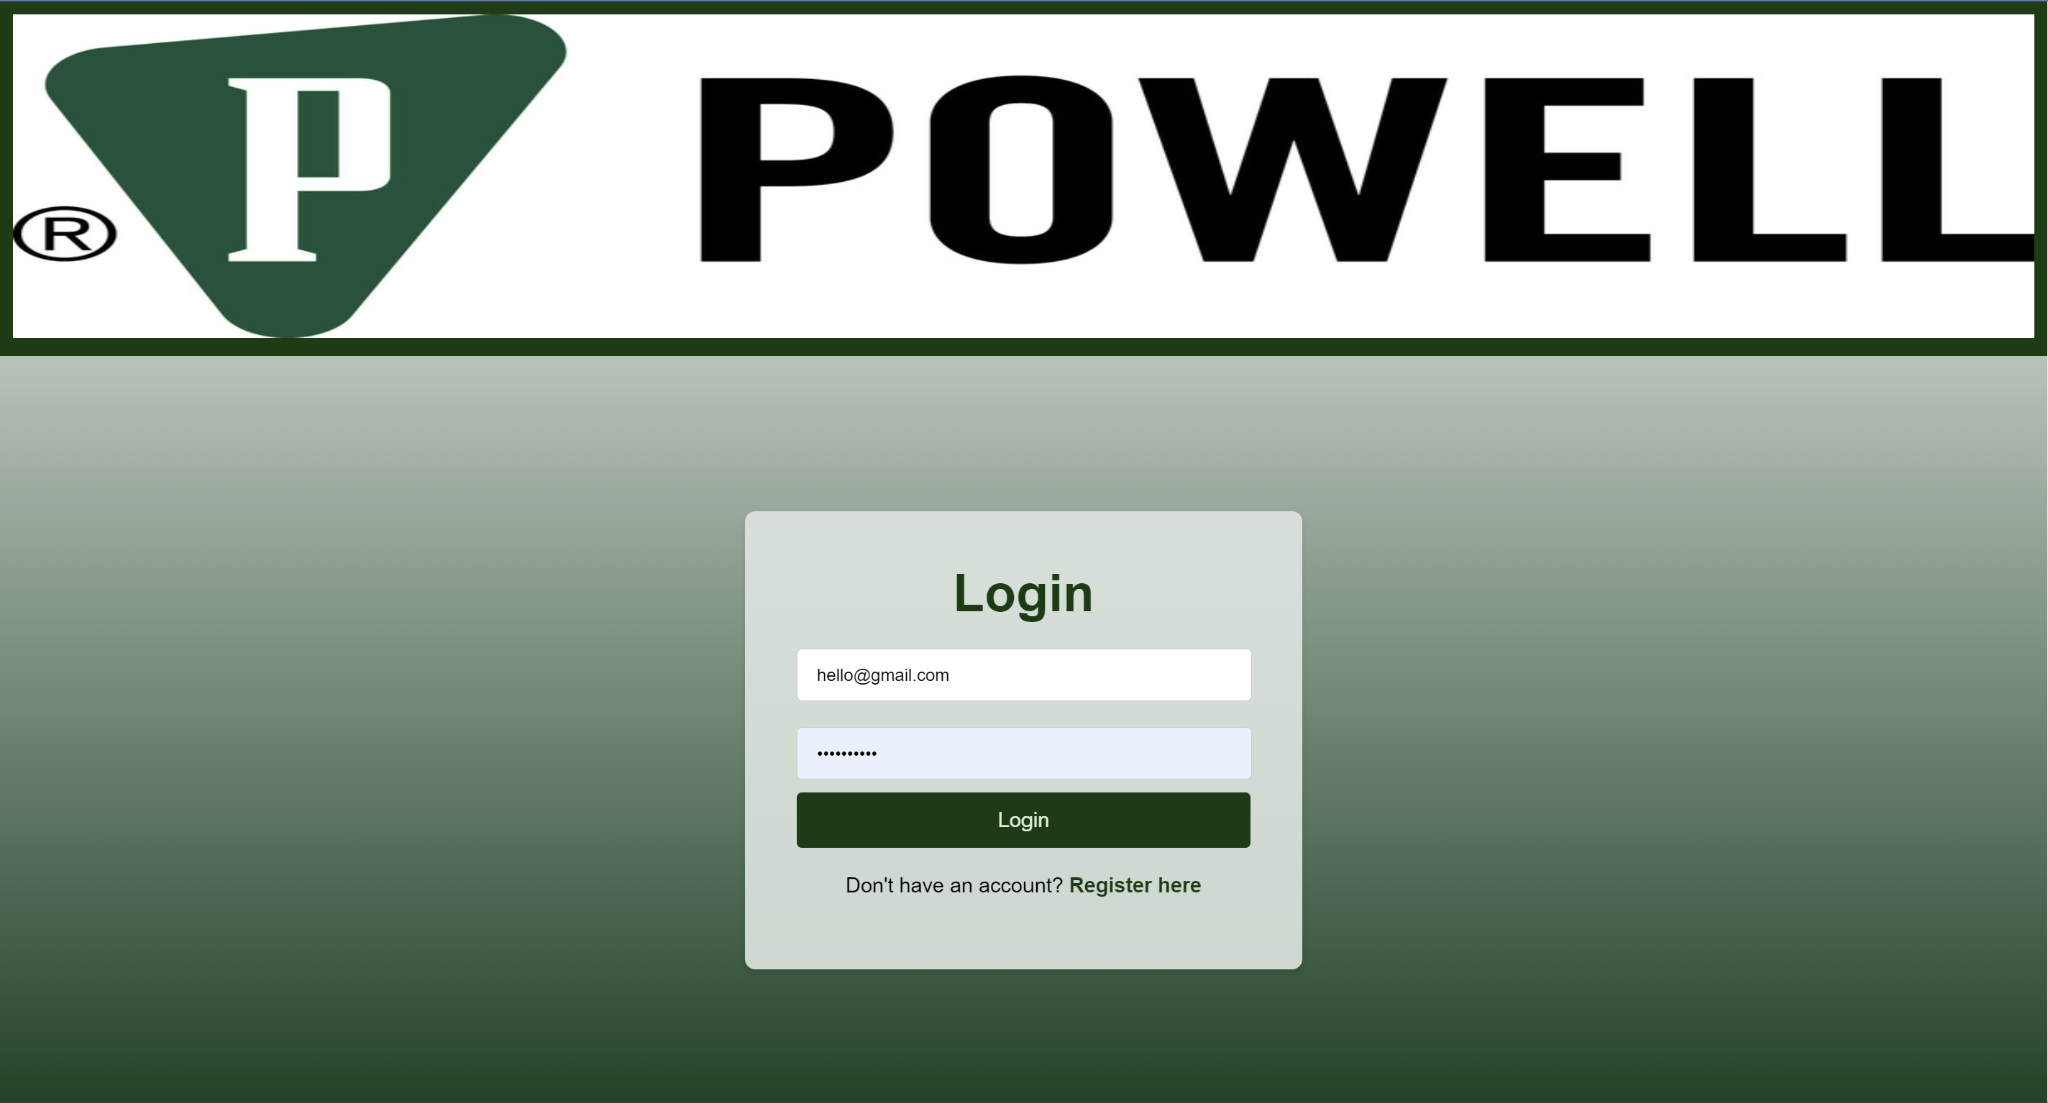 P POWELL
®
Login
hello@gmail.com
••••••••••
Login
Don't have an account? Register here